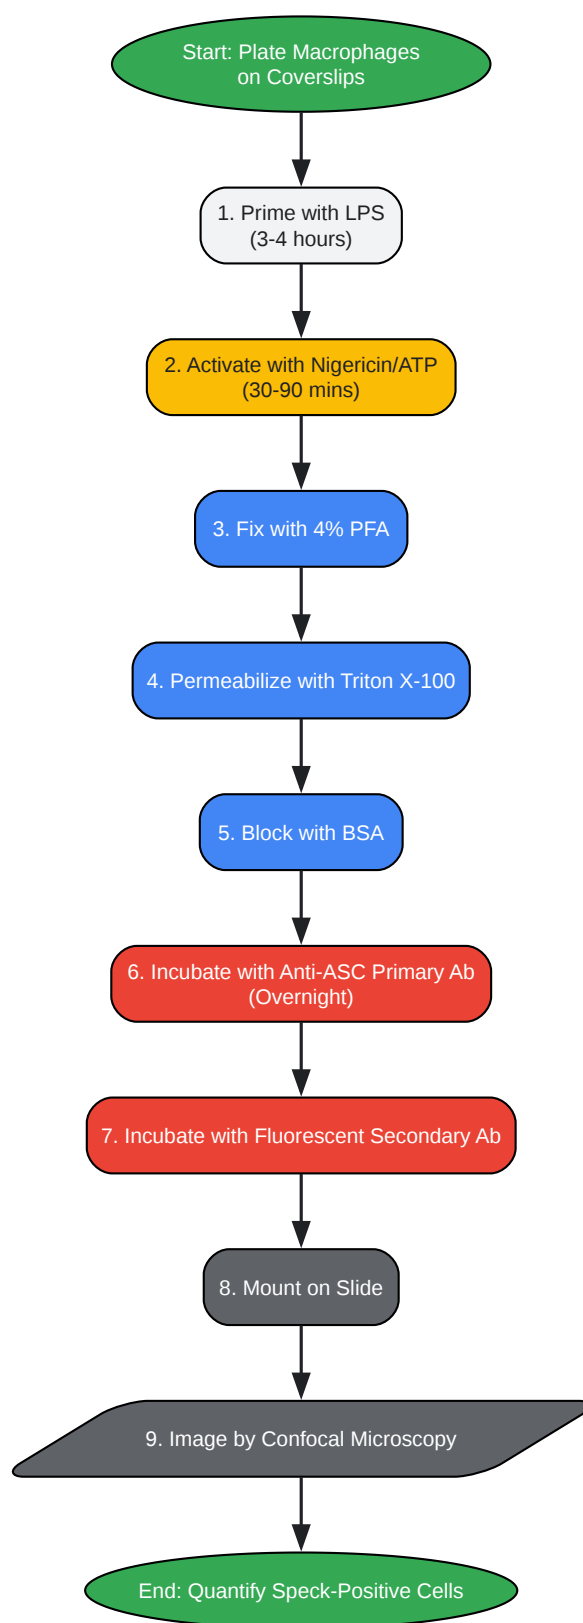 Start: Plate Macrophages
on Coverslips
1. Prime with LPS
(3-4 hours)
2. Activate with Nigericin/ATP
(30-90 mins)
3. Fix with 4% PFA
4. Permeabilize with Triton X-100
5. Block with BSA
6. Incubate with Anti-ASC Primary Ab
(Overnight)
7. Incubate with Fluorescent Secondary Ab
8. Mount on Slide
9. Image by Confocal Microscopy
End: Quantify Speck-Positive Cells